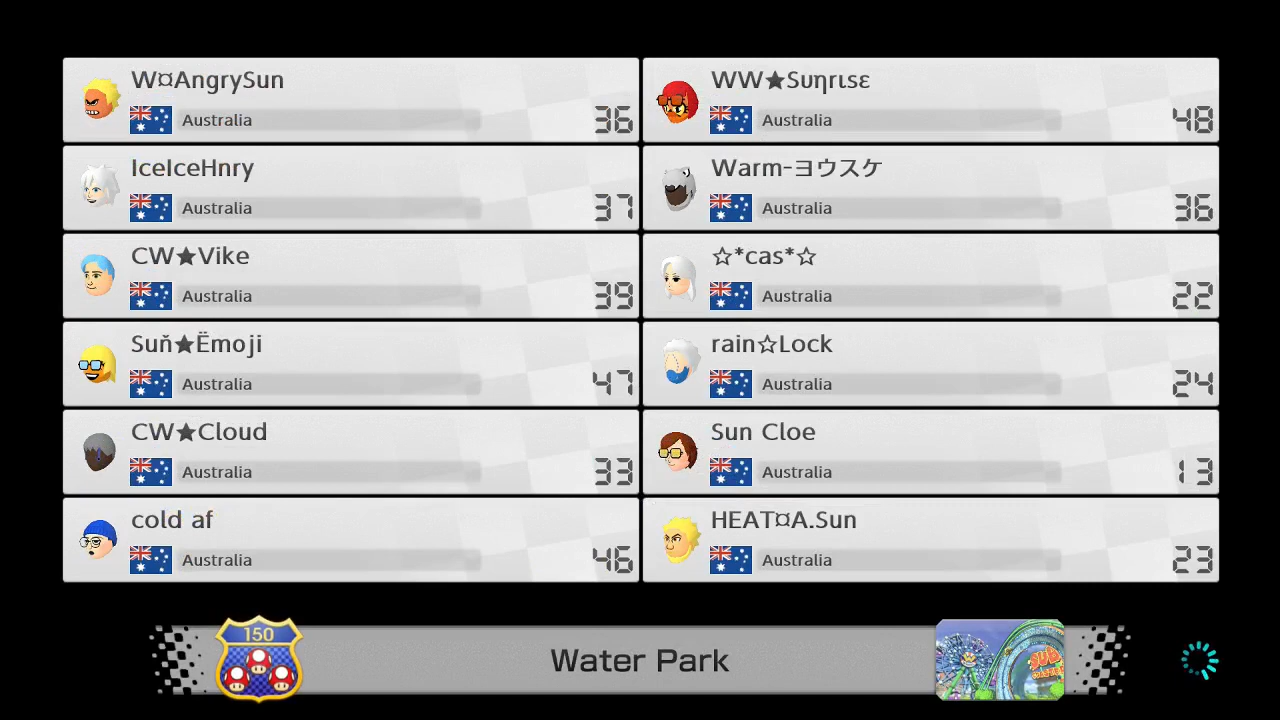 W¤AngrySun
Australia
36
WW★Sυηrιsε
Australia
48
IceIceHnry
Australia
37
Warm-ヨウスケ
Australia
36
CW★Vike
Australia
39
☆*cas*☆
Australia
22
Suň★Ëmoji
Australia
47
rain☆Lock
Australia
24
CW★Cloud
Australia
33
Sun Cloe
Australia
13
cold af
Australia
46
HEAT¤A.Sun
Australia
23
150
Water Park